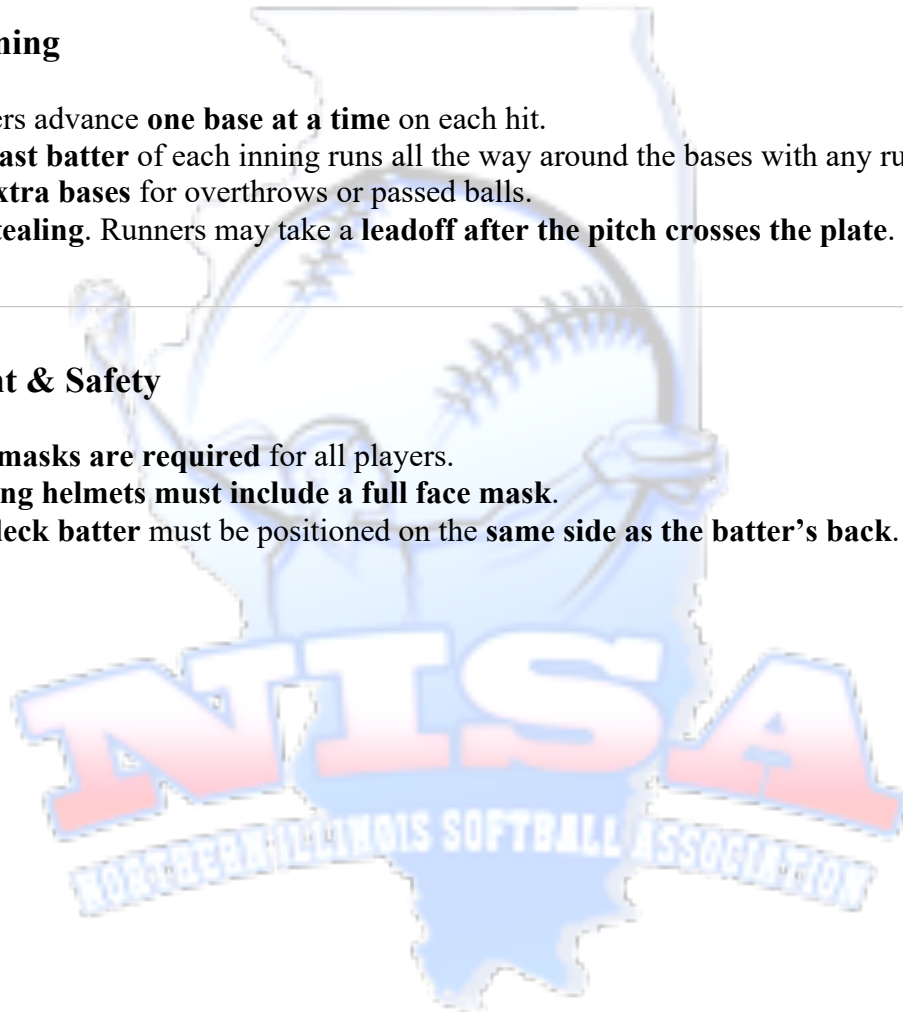 ning
ers advance one base at a time on each hit.
ast batter of each inning runs all the way around the bases with any ru
xtra bases for overthrows or passed balls.
tealing. Runners may take a leadoff after the pitch crosses the plate.
nt & Safety
masks are required for all players.
ng helmets must include a full face mask.
deck batter must be positioned on the same side as the batter’s back.
NISA
NORTHERN ILLINOIS SOFTBALL ASSOCIATION